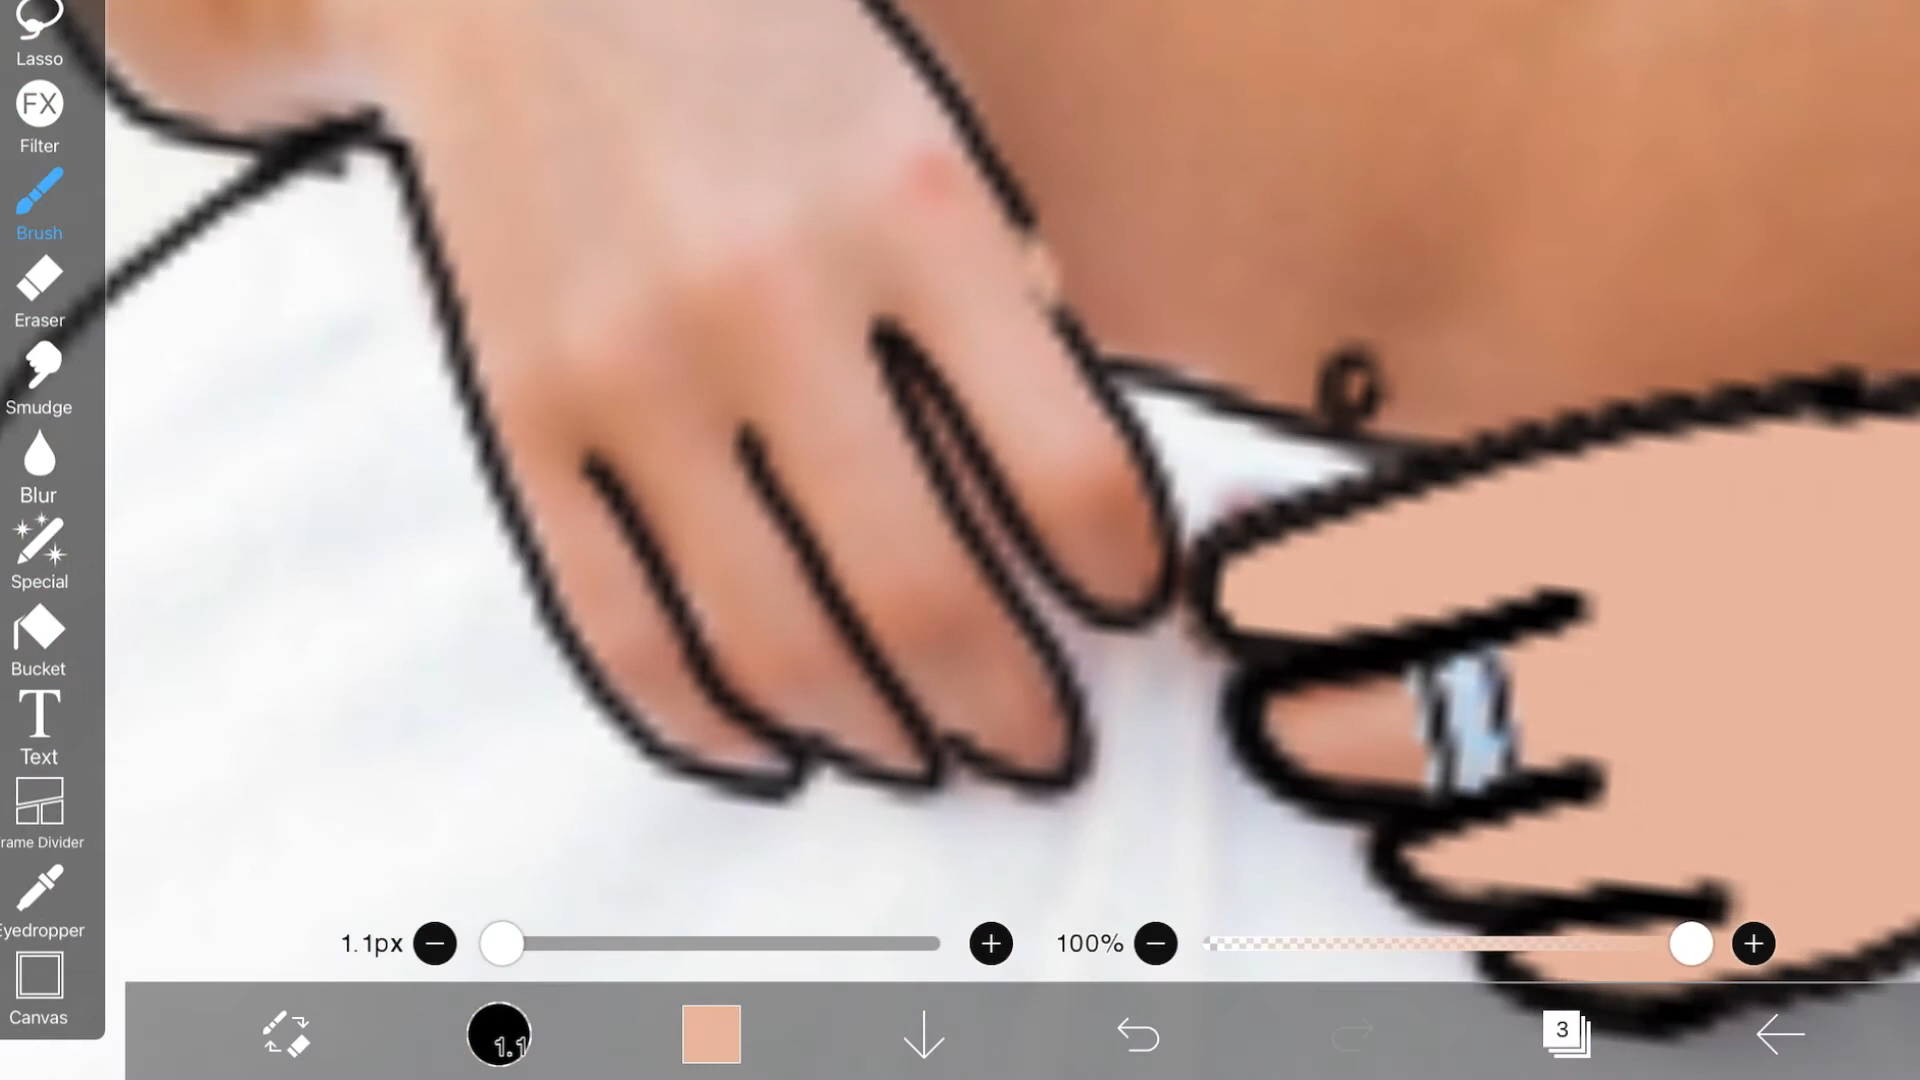 Lasso
FX
Filter
Brush
Eraser
Smudge
Blur
Special
Bucket
T
Text
rame Divider
Eyedropper
Canvas
1.1px
100%
1.1
3